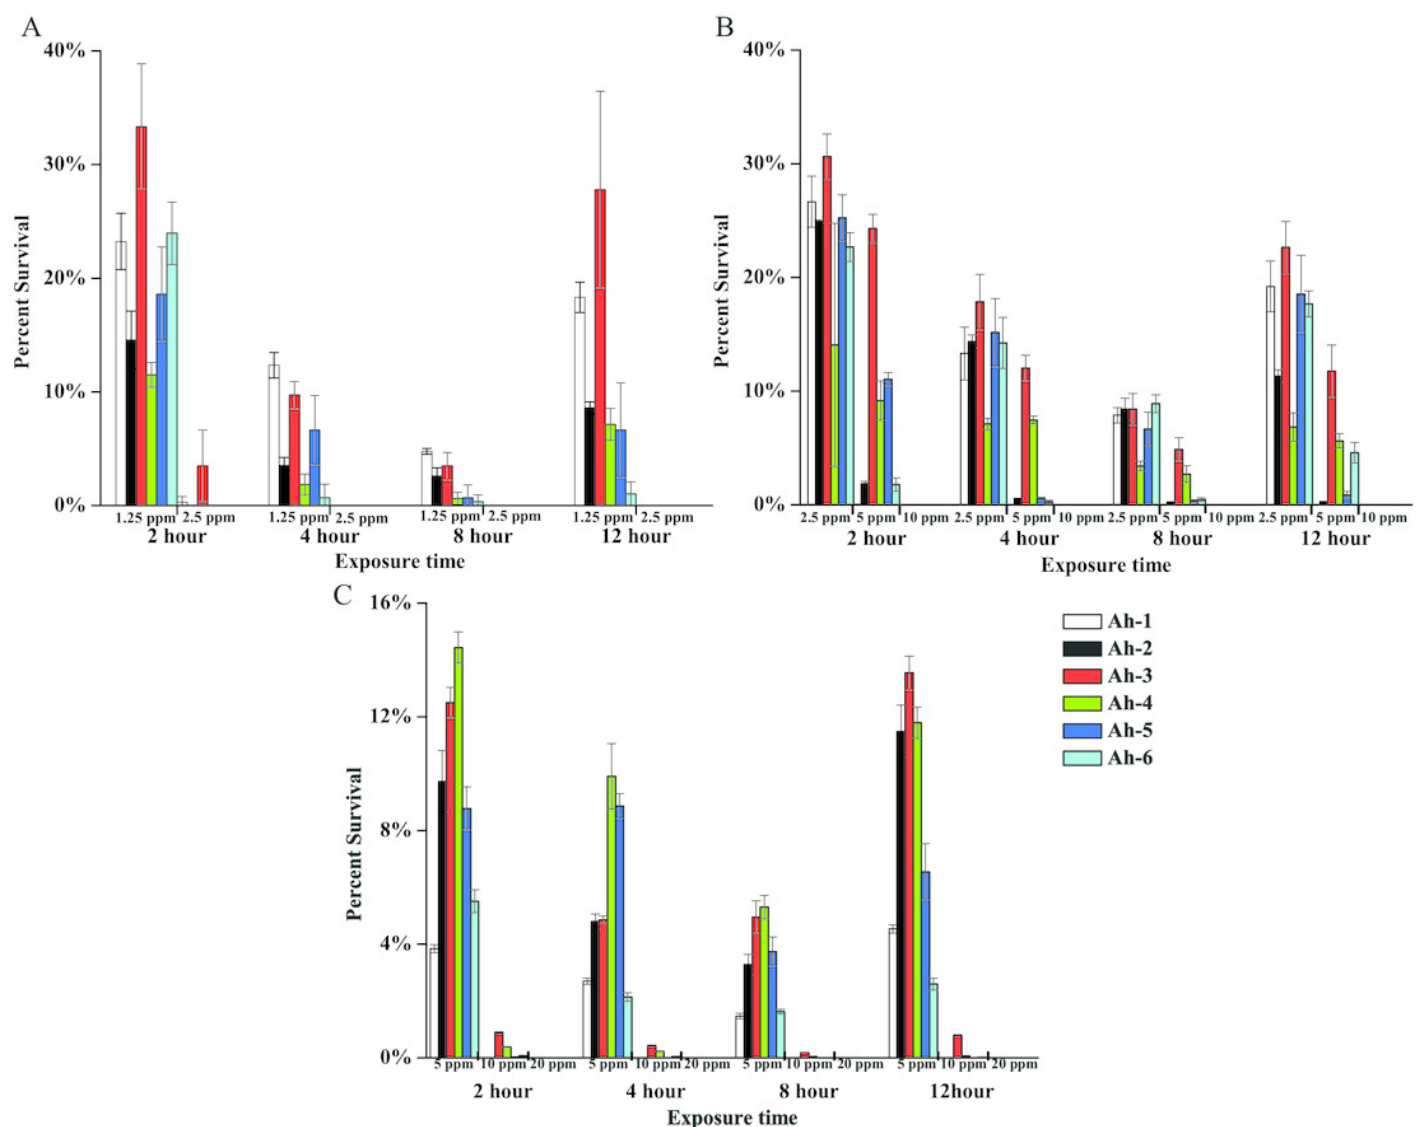 A
40%
30%
20%
10%
0%
Percent Survival
1.25 ppm 2.5 ppm 1.25 ppm 2.5 ppm 1.25 ppm 2.5 ppm 1.25 ppm 2.5 ppm
2 hour 4 hour 8 hour 12 hour
Exposure time
B
40%
30%
20%
10%
0%
Percent Survival
2.5 ppm 5 ppm 10 ppm 2.5 ppm 5 ppm 10 ppm 2.5 ppm 5 ppm 10 ppm 2.5 ppm 5 ppm 10 ppm
2 hour 4 hour 8 hour 12 hour
Exposure time
C
16%
12%
8%
4%
0%
Percent Survival
5 ppm 10 ppm 20 ppm 5 ppm 10 ppm 20 ppm 5 ppm 10 ppm 20 ppm 5 ppm 10 ppm 20 ppm
2 hour 4 hour 8 hour 12hour
Exposure time
Ah-1
Ah-2
Ah-3
Ah-4
Ah-5
Ah-6